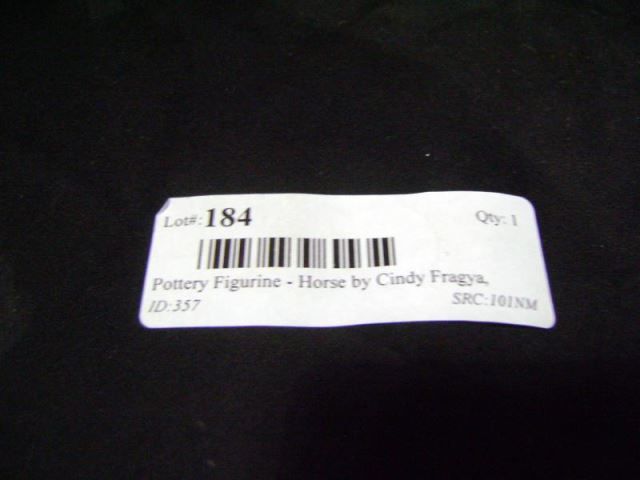 Lot#: 184 Qty: 1
Pottery Figurine - Horse by Cindy Fragya,
ID:357 SRC:101NM